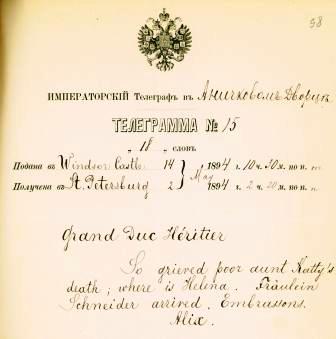 98
ИМПЕРАТОРСКІЙ Телеграфъ въ Аничковомъ Дворцѣ
ТЕЛЕГРАММА № 15
„ 18 „ словъ
Подана въ Windsor Castle 14 / 2 May 1894 г. 10 ч. 30 м. по п
Получена въ St. Petersburg 2 1894 г. 2 ч. 20 м. по п. н
Grand Duc Héritier
So grieved poor aunt Katty's
death; where is Helena. Fräulein
Schneider arrived. Embrassons.
Alix.